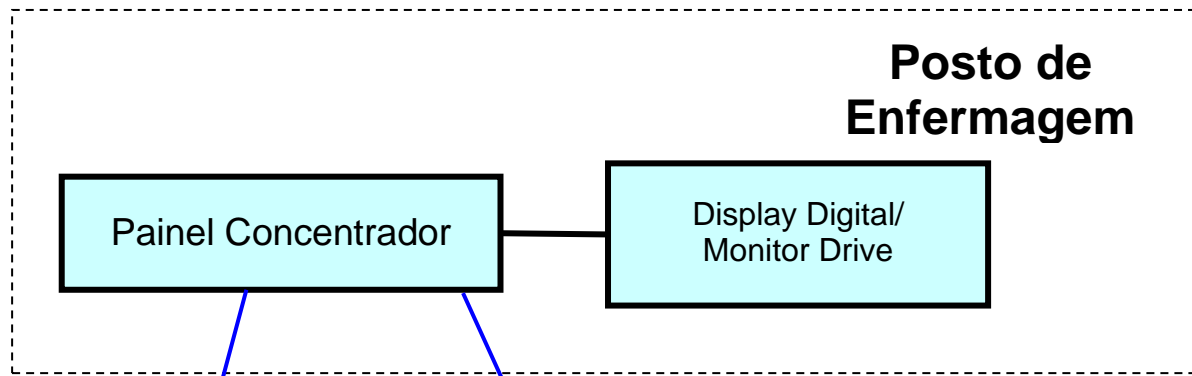 Posto de
Enfermagem
Painel Concentrador
Display Digital/
Monitor Drive